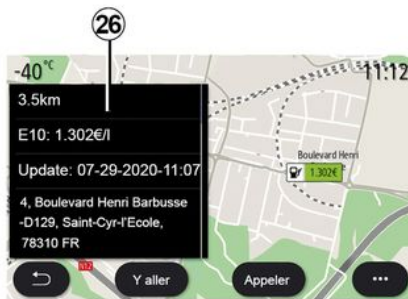 26
-40°C
11:12
3.5km
E10: 1.302€/l
Update: 07-29-2020-11:07
4, Boulevard Henri Barbusse
-D129, Saint-Cyr-l'Ecole,
78310 FR
Boulevard Henri
1.302€
N12
Y aller
Appeler